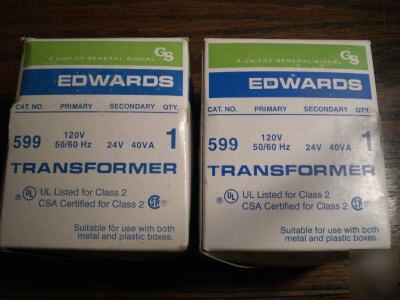 GS
A UNIT OF GENERAL SIGNAL
EDWARDS
CAT. NO. PRIMARY SECONDARY QTY.
599 120V 50/60 Hz 24V 40VA 1
TRANSFORMER
® UL UL Listed for Class 2
CSA Certified for Class 2
Suitable for use with both
metal and plastic boxes.
GS
A UNIT OF GENERAL SIGNAL
EDWARDS
CAT. NO. PRIMARY SECONDARY QTY.
599 120V 50/60 Hz 24V 40VA 1
TRANSFORMER
® UL UL Listed for Class 2
CSA Certified for Class 2
Suitable for use with both
metal and plastic boxes.